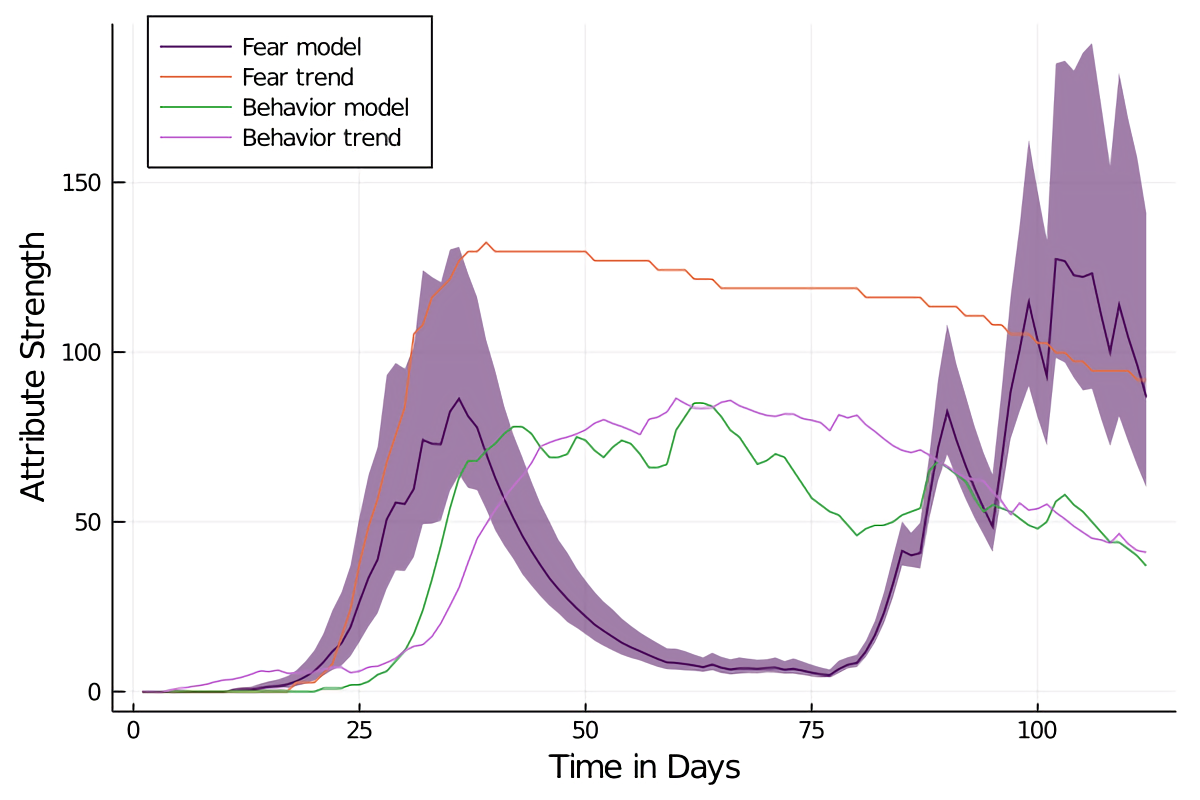 Fear model
Fear trend
Behavior model
Behavior trend
150
100
50
0
Attribute Strength
0 25 50 75 100
Time in Days